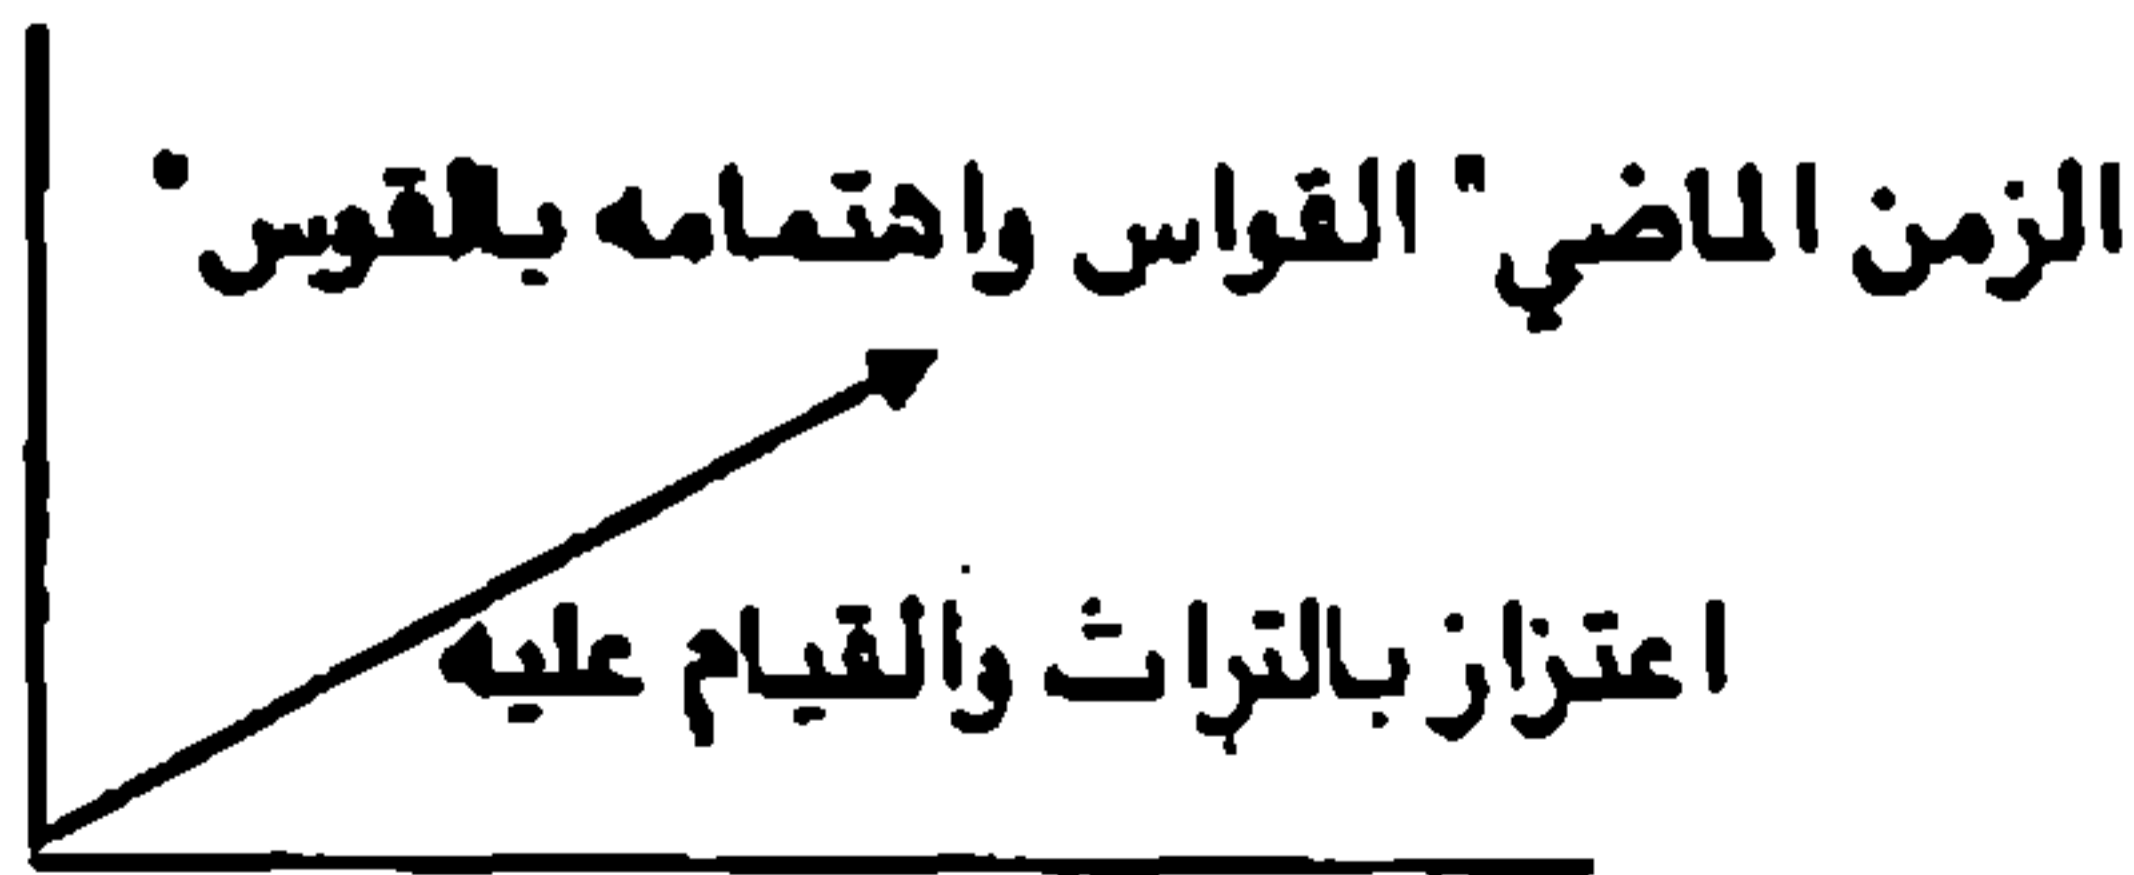 الزمن الماضي" القواس واهتمامه بالقوس"
اعتزاز بالتراث والقيام عليه